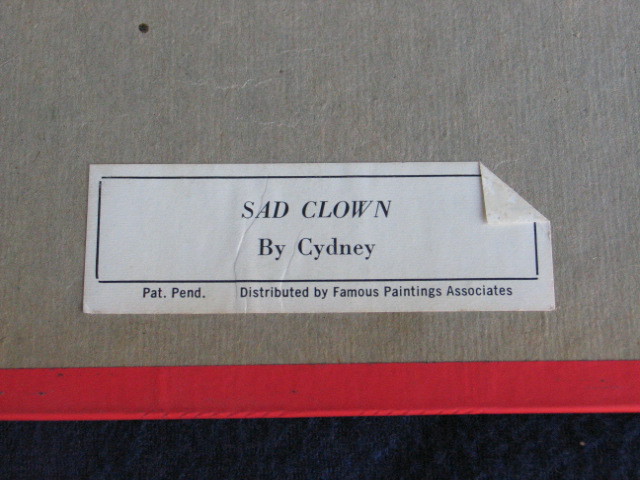 SAD CLOWN
By Cydney
Pat. Pend. Distributed by Famous Paintings Associates